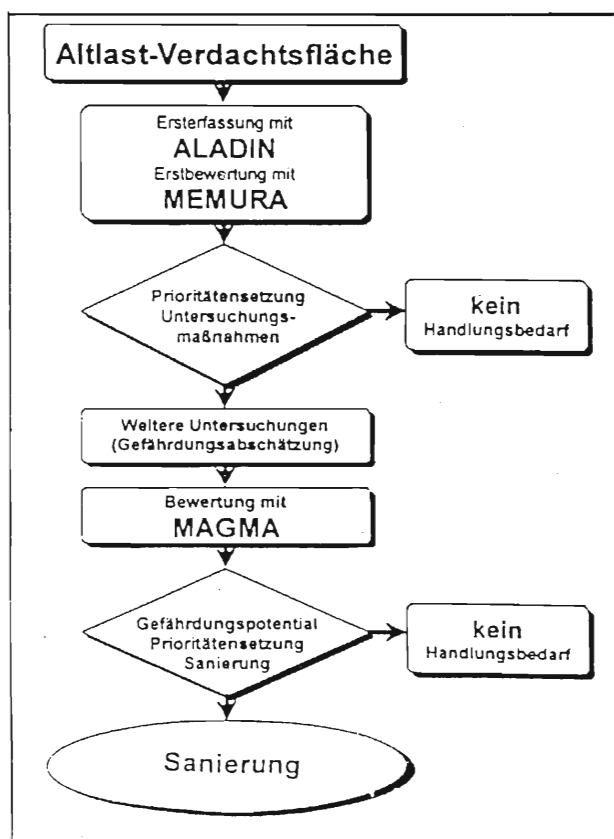 Altlast-Verdachtsfläche
Ersterfassung mit
ALADIN
Erstbewertung mit
MEMURA
Prioritätensetzung
Untersuchungs-
maßnahmen
kein
Handlungsbedarf
Weitere Untersuchungen
(Gefährdungsabschätzung)
Bewertung mit
MAGMA
Gefährdungspotential
Prioritätensetzung
Sanierung
kein
Handlungsbedarf
Sanierung